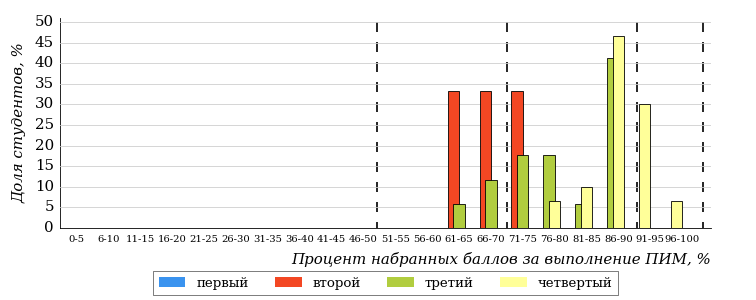 50
45
40
35
30
25
20
15
10
5
0
Доля студентов, %
0-5 6-10 11-15 16-20 21-25 26-30 31-35 36-40 41-45 46-50 51-55 56-60 61-65 66-70 71-75 76-80 81-85 86-90 91-95 96-100
Процент набранных баллов за выполнение ПИМ, %
первый второй третий четвертый